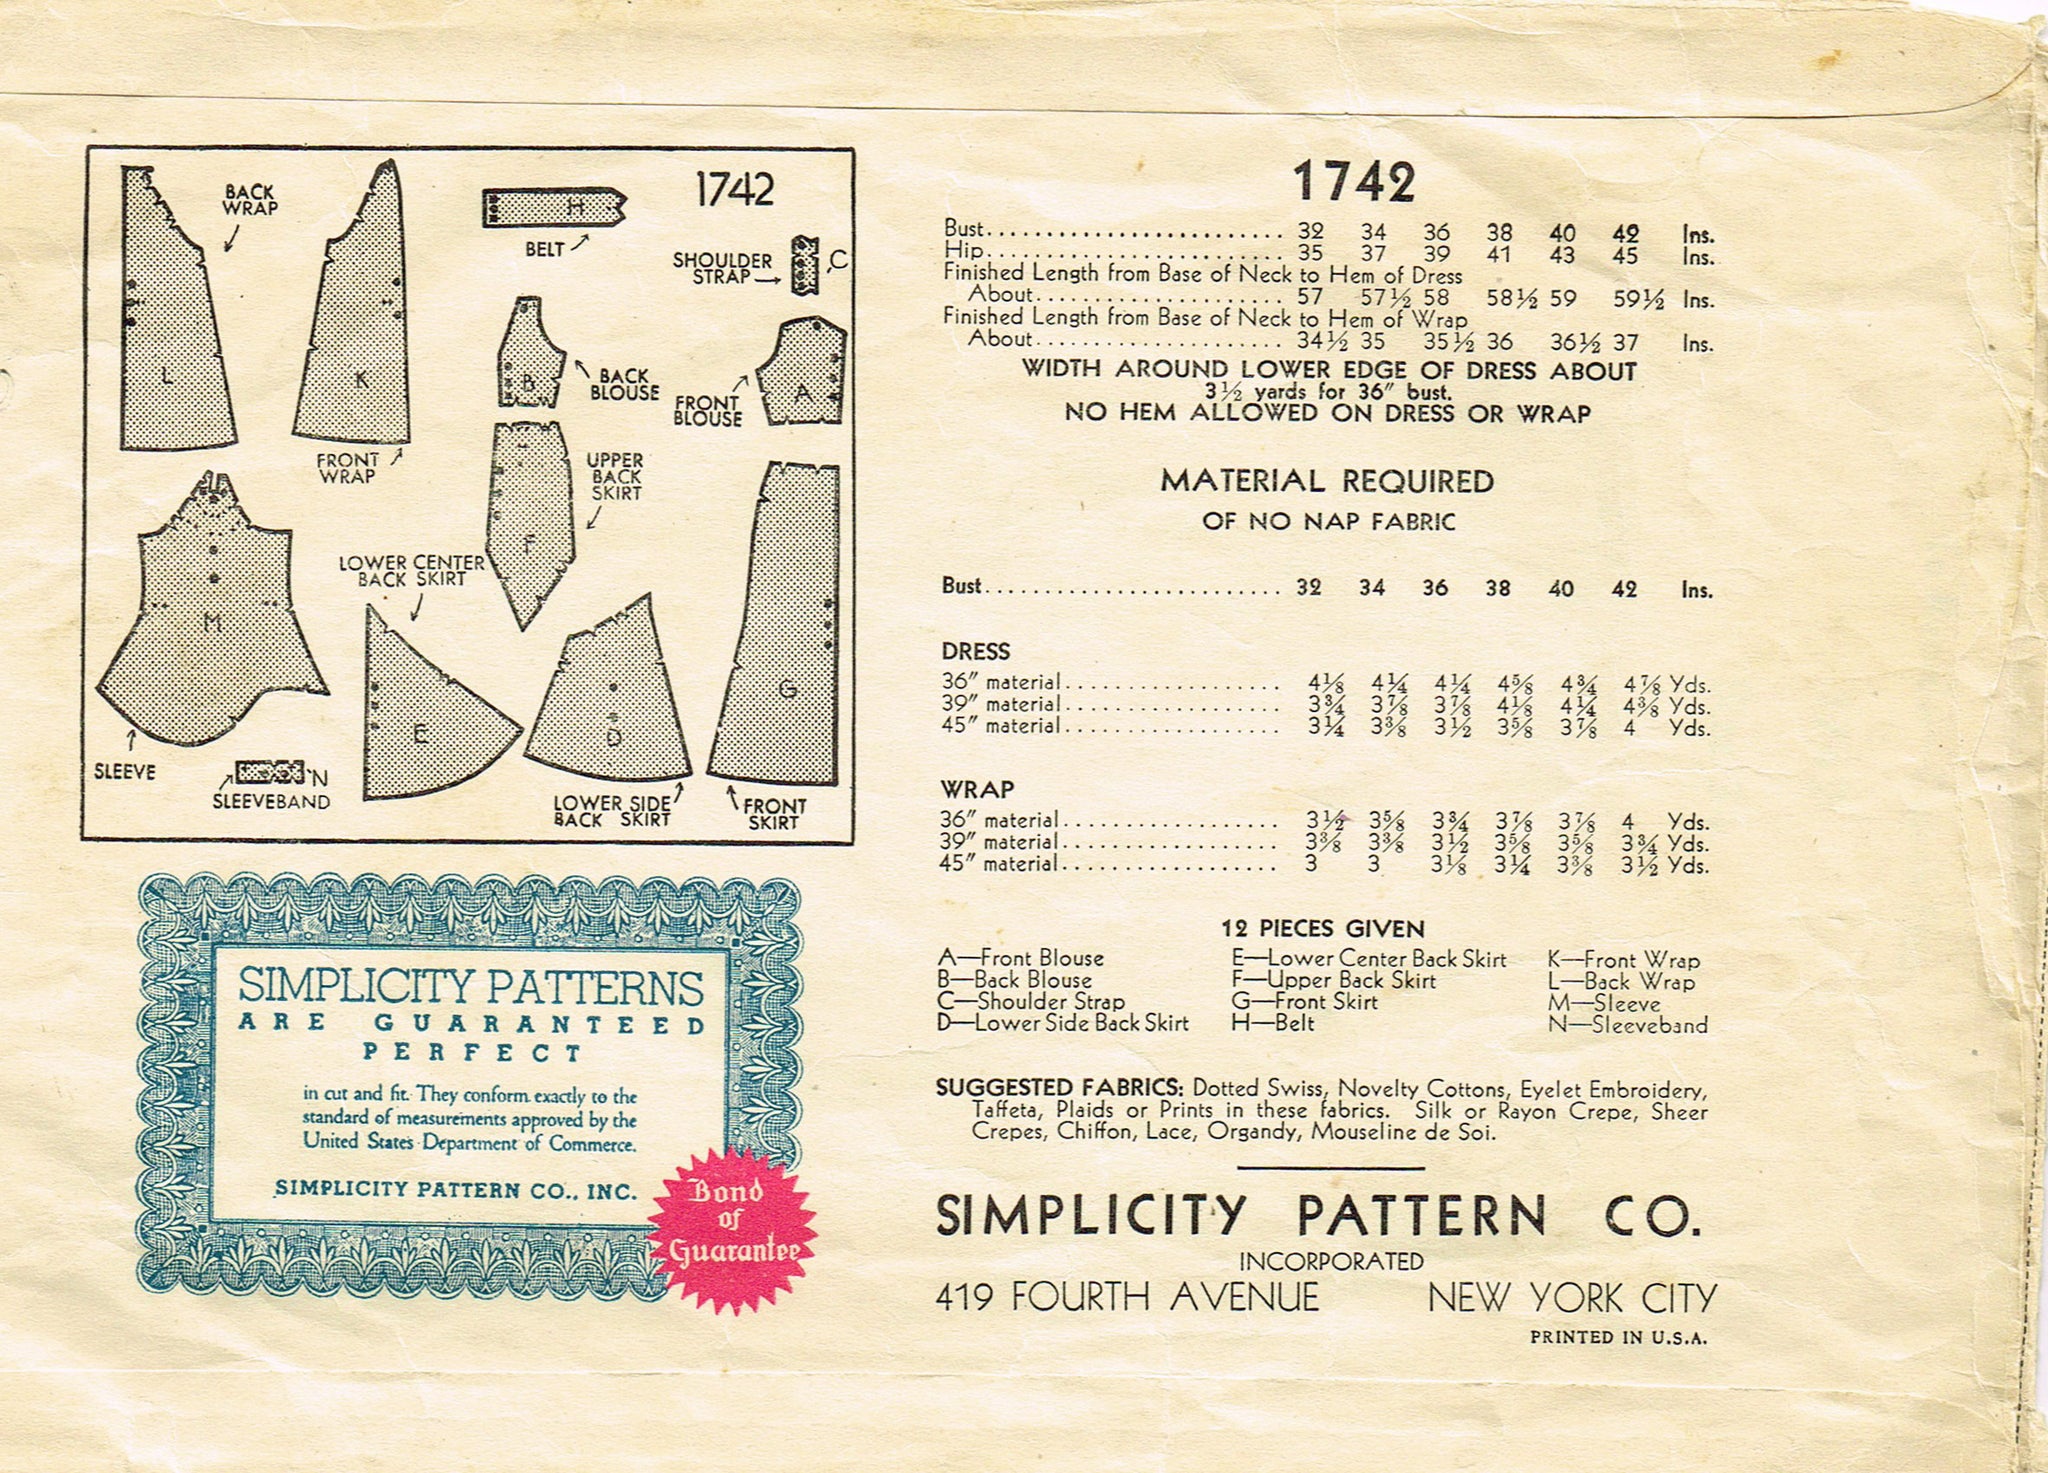 1742
BACK
WRAP
L
K
FRONT
WRAP
H
BELT
SHOULDER
STRAP
C
B
BACK
BLOUSE
FRONT
BLOUSE
A
UPPER
BACK
SKIRT
F
LOWER CENTER
BACK SKIRT
M
SLEEVE
N
SLEEVEBAND
E
D
LOWER SIDE
BACK SKIRT
G
FRONT
SKIRT
SIMPLICITY PATTERNS
ARE GUARANTEED
PERFECT
in cut and fit. They conform exactly to the
standard of measurements approved by the
United States Department of Commerce.
SIMPLICITY PATTERN CO., INC.
Bond
of
Guarantee
1742
Bust......................... 32 34 36 38 40 42 Ins.
Hip........................... 35 37 39 41 43 45 Ins.
Finished Length from Base of Neck to Hem of Dress
About..................... 57 57½ 58 58½ 59 59½ Ins.
Finished Length from Base of Neck to Hem of Wrap
About..................... 34½ 35 35½ 36 36½ 37 Ins.
WIDTH AROUND LOWER EDGE OF DRESS ABOUT
3½ yards for 36" bust.
NO HEM ALLOWED ON DRESS OR WRAP
MATERIAL REQUIRED
OF NO NAP FABRIC
Bust......................... 32 34 36 38 40 42 Ins.
DRESS
36" material................... 4⅛ 4¼ 4¼ 4⅝ 4¾ 4⅞ Yds.
39" material................... 3¾ 3⅞ 3⅞ 4⅛ 4¼ 4⅜ Yds.
45" material................... 3¼ 3⅜ 3½ 3⅝ 3⅞ 4 Yds.
WRAP
36" material................... 3½ 3⅝ 3¾ 3⅞ 3⅞ 4 Yds.
39" material................... 3⅜ 3⅜ 3½ 3⅝ 3⅝ 3¾ Yds.
45" material................... 3 3 3⅛ 3¼ 3⅜ 3½ Yds.
12 PIECES GIVEN
A—Front Blouse E—Lower Center Back Skirt K—Front Wrap
B—Back Blouse F—Upper Back Skirt L—Back Wrap
C—Shoulder Strap G—Front Skirt M—Sleeve
D—Lower Side Back Skirt H—Belt N—Sleeveband
SUGGESTED FABRICS: Dotted Swiss, Novelty Cottons, Eyelet Embroidery,
Taffeta, Plaids or Prints in these fabrics. Silk or Rayon Crepe, Sheer
Crepes, Chiffon, Lace, Organdy, Mouseline de Soi.
SIMPLICITY PATTERN CO.
INCORPORATED
419 FOURTH AVENUE NEW YORK CITY
PRINTED IN U.S.A.